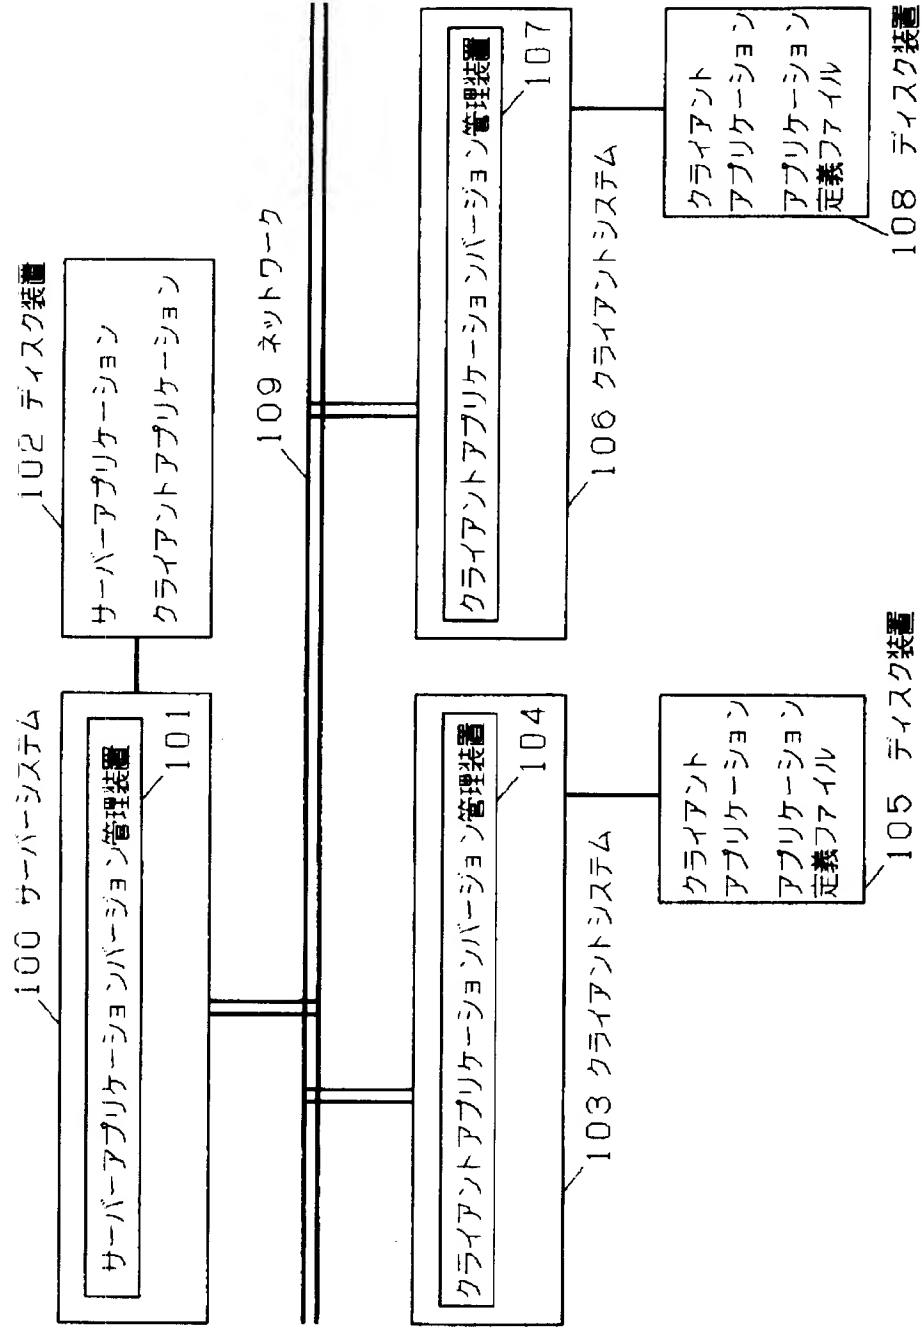 100 サーバーシステム
サーバーアプリケーションバージョン管理装置
101
102 ディスク装置
サーバーアプリケーション
クライアントアプリケーション
109 ネットワーク
クライアントアプリケーションバージョン管理装置
104
103 クライアントシステム
クライアント
アプリケーション
アプリケーション
定義ファイル
105 ディスク装置
クライアントアプリケーションバージョン管理装置
107
106 クライアントシステム
クライアント
アプリケーション
アプリケーション
定義ファイル
108 ディスク装置